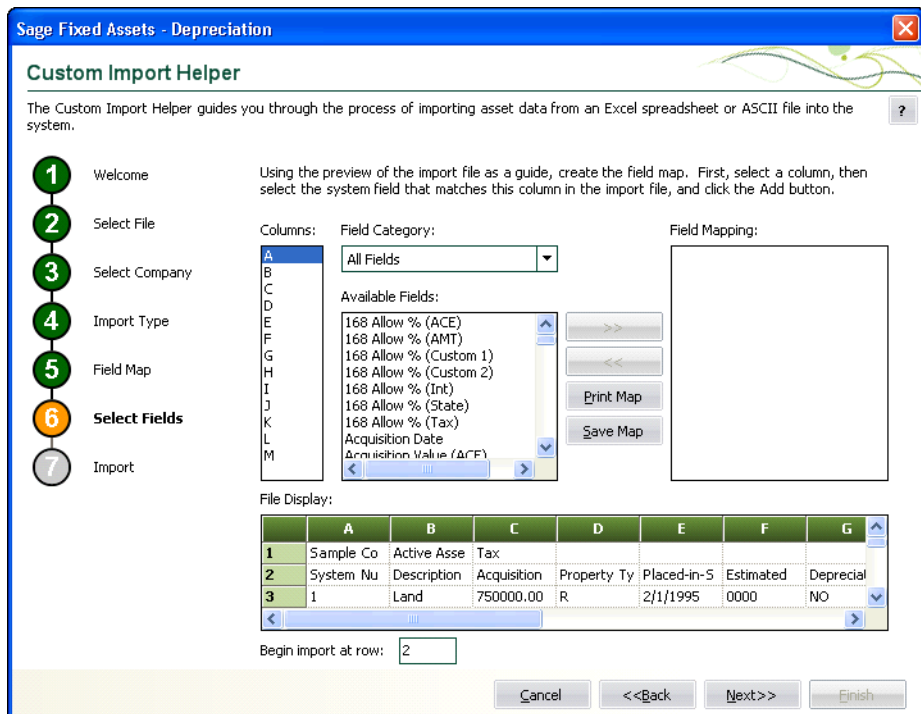 Sage Fixed Assets - Depreciation
Custom Import Helper
The Custom Import Helper guides you through the process of importing asset data from an Excel spreadsheet or ASCII file into the
system.
?
1 Welcome
2 Select File
3 Select Company
4 Import Type
5 Field Map
6 Select Fields
7 Import
Using the preview of the import file as a guide, create the field map. First, select a column, then
select the system field that matches this column in the import file, and click the Add button.
Columns:
A
B
C
D
E
F
G
H
I
J
K
L
M
Field Category:
All Fields
Available Fields:
168 Allow % (ACE)
168 Allow % (AMT)
168 Allow % (Custom 1)
168 Allow % (Custom 2)
168 Allow % (Int)
168 Allow % (State)
168 Allow % (Tax)
Acquisition Date
Acquisition Value (ACE)
>>
<<
Print Map
Save Map
Field Mapping:
File Display:
A B C D E F G
1 Sample Co Active Asse Tax
2 System Nu Description Acquisition Property Ty Placed-in-S Estimated Depreciat
3 1 Land 750000.00 R 2/1/1995 0000 NO
Begin import at row: 2
Cancel <<Back Next>> Finish